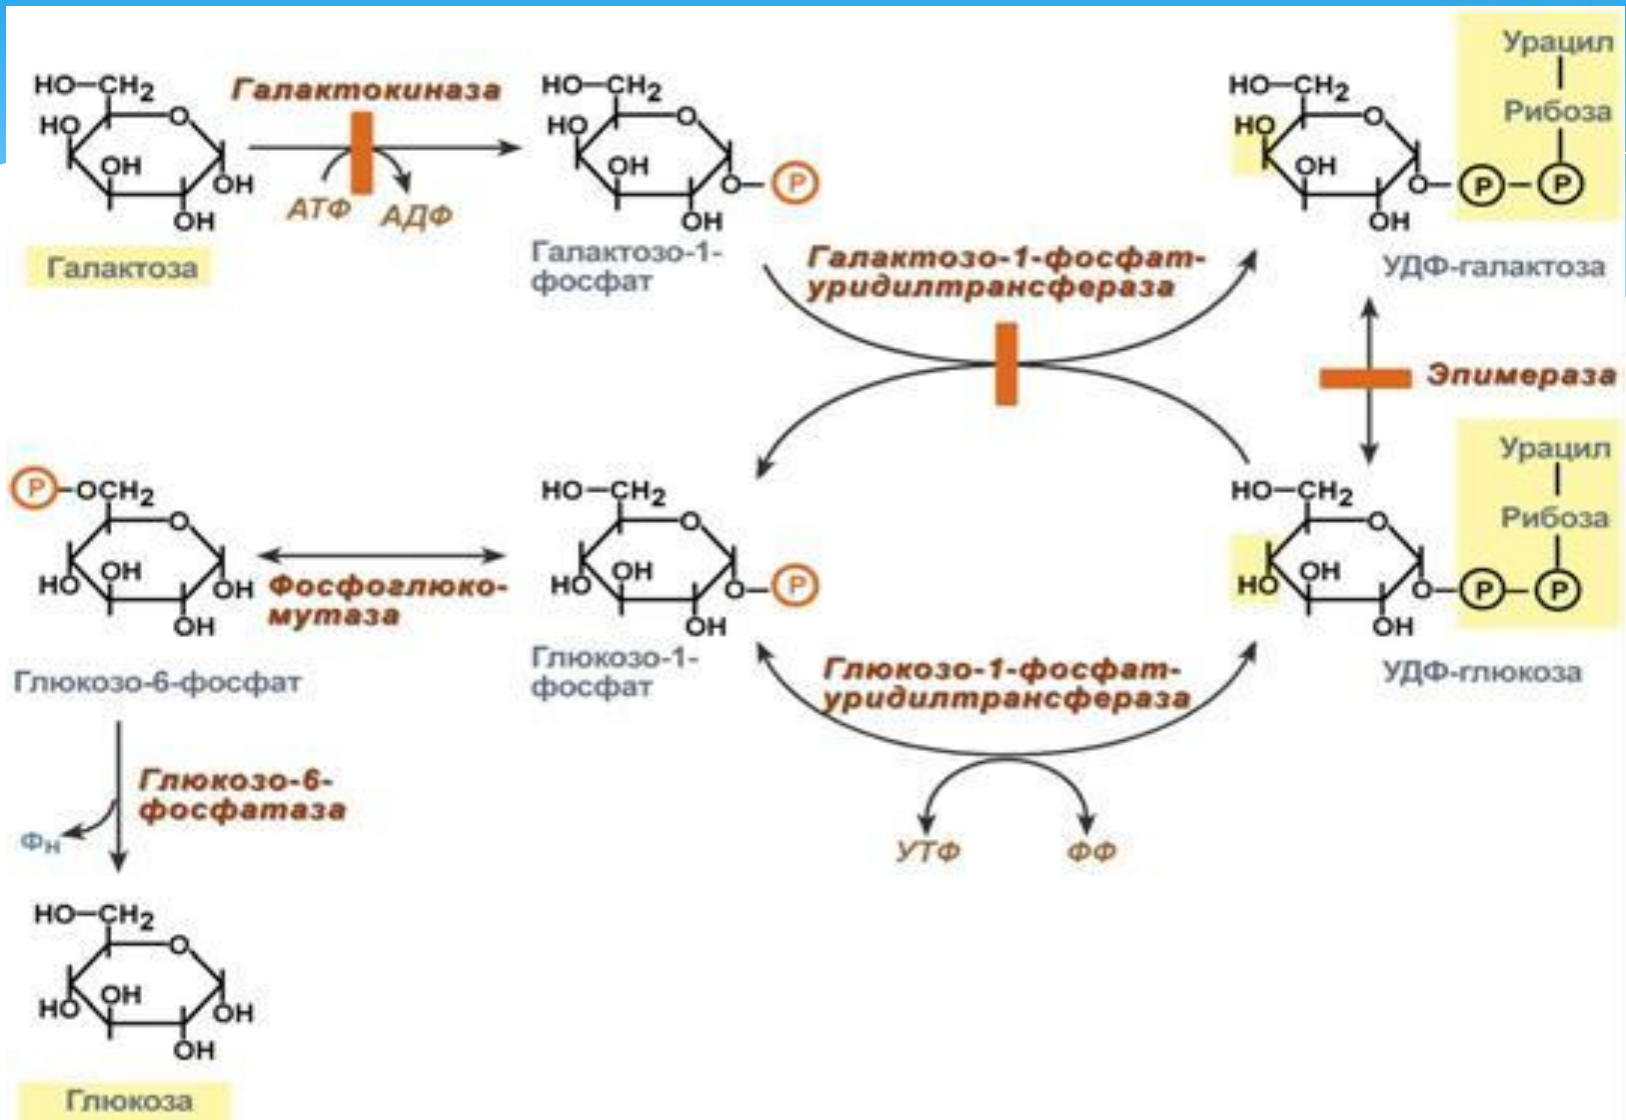 HO–CH2
O
HO
OH
OH
OH
Галактоза
Галактокиназа
АТФ
АДФ
HO–CH2
O
HO
OH
O–P
OH
Галактозо-1-
фосфат
HO–CH2
O
HO
OH
O–P–P
OH
Урацил
Рибоза
УДФ-галактоза
Галактозо-1-фосфат-
уридилтрансфераза
Эпимераза
P–OCH2
O
HO
OH
OH
OH
Глюкозо-6-фосфат
Фосфоглюко-
мутаза
HO–CH2
O
HO
OH
O–P
OH
Глюкозо-1-
фосфат
HO–CH2
O
HO
OH
O–P–P
OH
Урацил
Рибоза
УДФ-глюкоза
Глюкозо-1-фосфат-
уридилтрансфераза
УТФ
ФФ
Глюкозо-6-
фосфатаза
Фн
HO–CH2
O
HO
OH
OH
OH
Глюкоза